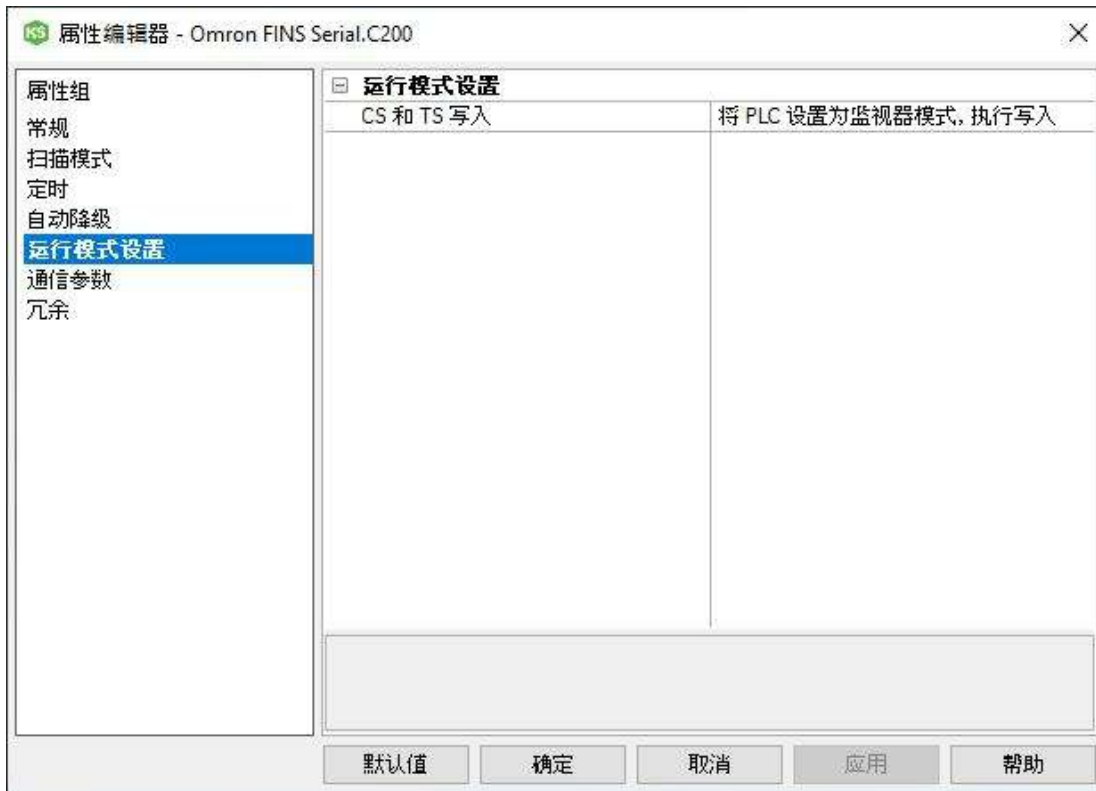 KS 属性编辑器 - Omron FINS Serial.C200
属性组
常规
扫描模式
定时
自动降级
运行模式设置
通信参数
冗余
运行模式设置
CS 和 TS 写入 将 PLC 设置为监视器模式, 执行写入
默认值 确定 取消 应用 帮助